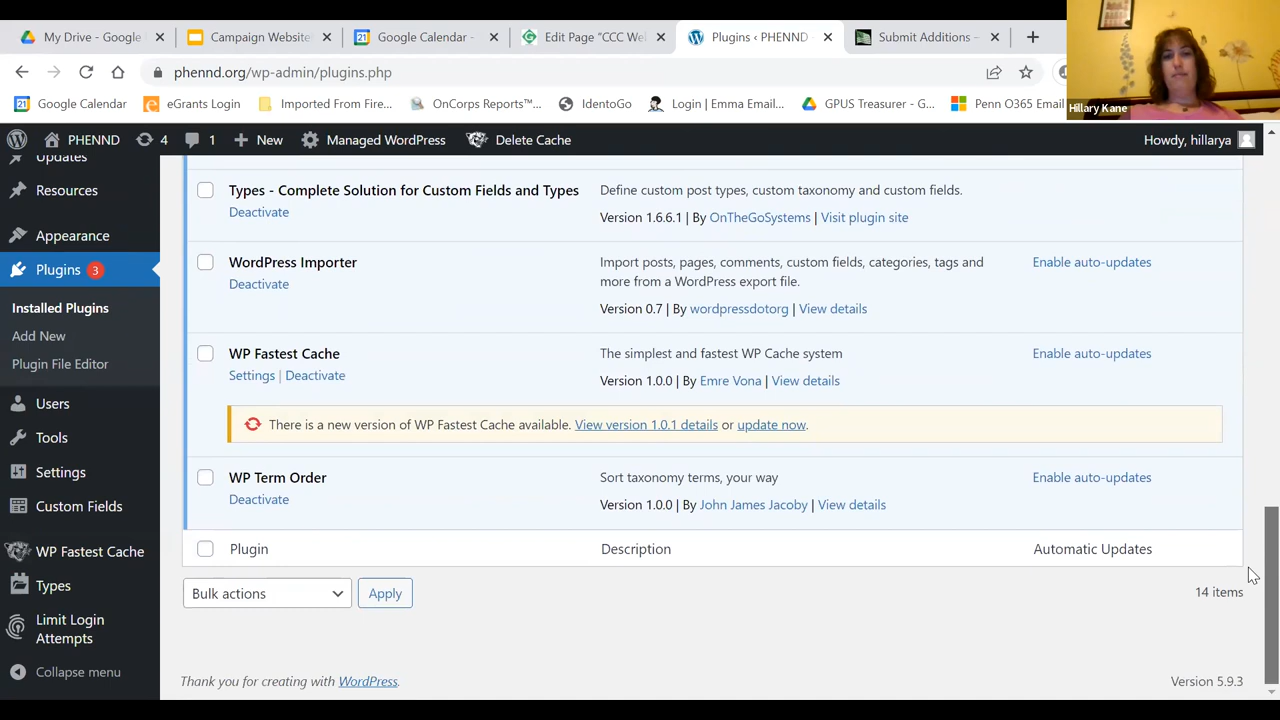 My Drive - Google D
Campaign Website
Google Calendar -
Edit Page "CCC We
Plugins ‹ PHENND -
Submit Additions -
phennd.org/wp-admin/plugins.php
Google Calendar
eGrants Login
Imported From Fire...
OnCorps Reports™...
IdentoGo
Login | Emma Email...
GPUS Treasurer - G...
Penn O365 Email
Hillary Kane
PHENND
4
1
New
Managed WordPress
Delete Cache
Howdy, hillarya
Updates
Resources
Appearance
Plugins 3
Installed Plugins
Add New
Plugin File Editor
Users
Tools
Settings
Custom Fields
WP Fastest Cache
Types
Limit Login
Attempts
Collapse menu
Types - Complete Solution for Custom Fields and Types
Deactivate
Define custom post types, custom taxonomy and custom fields.
Version 1.6.6.1 | By OnTheGoSystems | Visit plugin site
WordPress Importer
Deactivate
Import posts, pages, comments, custom fields, categories, tags and
more from a WordPress export file.
Version 0.7 | By wordpressdotorg | View details
Enable auto-updates
WP Fastest Cache
Settings | Deactivate
The simplest and fastest WP Cache system
Version 1.0.0 | By Emre Vona | View details
Enable auto-updates
There is a new version of WP Fastest Cache available. View version 1.0.1 details or update now.
WP Term Order
Deactivate
Sort taxonomy terms, your way
Version 1.0.0 | By John James Jacoby | View details
Enable auto-updates
Plugin
Description
Automatic Updates
Bulk actions
Apply
14 items
Thank you for creating with WordPress.
Version 5.9.3